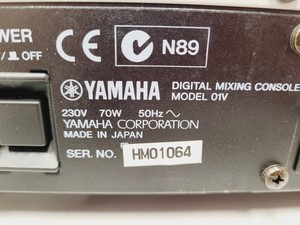 POWER
/ OFF
CE N89
YAMAHA DIGITAL MIXING CONSOLE
MODEL 01V
230V 70W 50Hz
YAMAHA CORPORATION
MADE IN JAPAN
SER. NO. HM01064